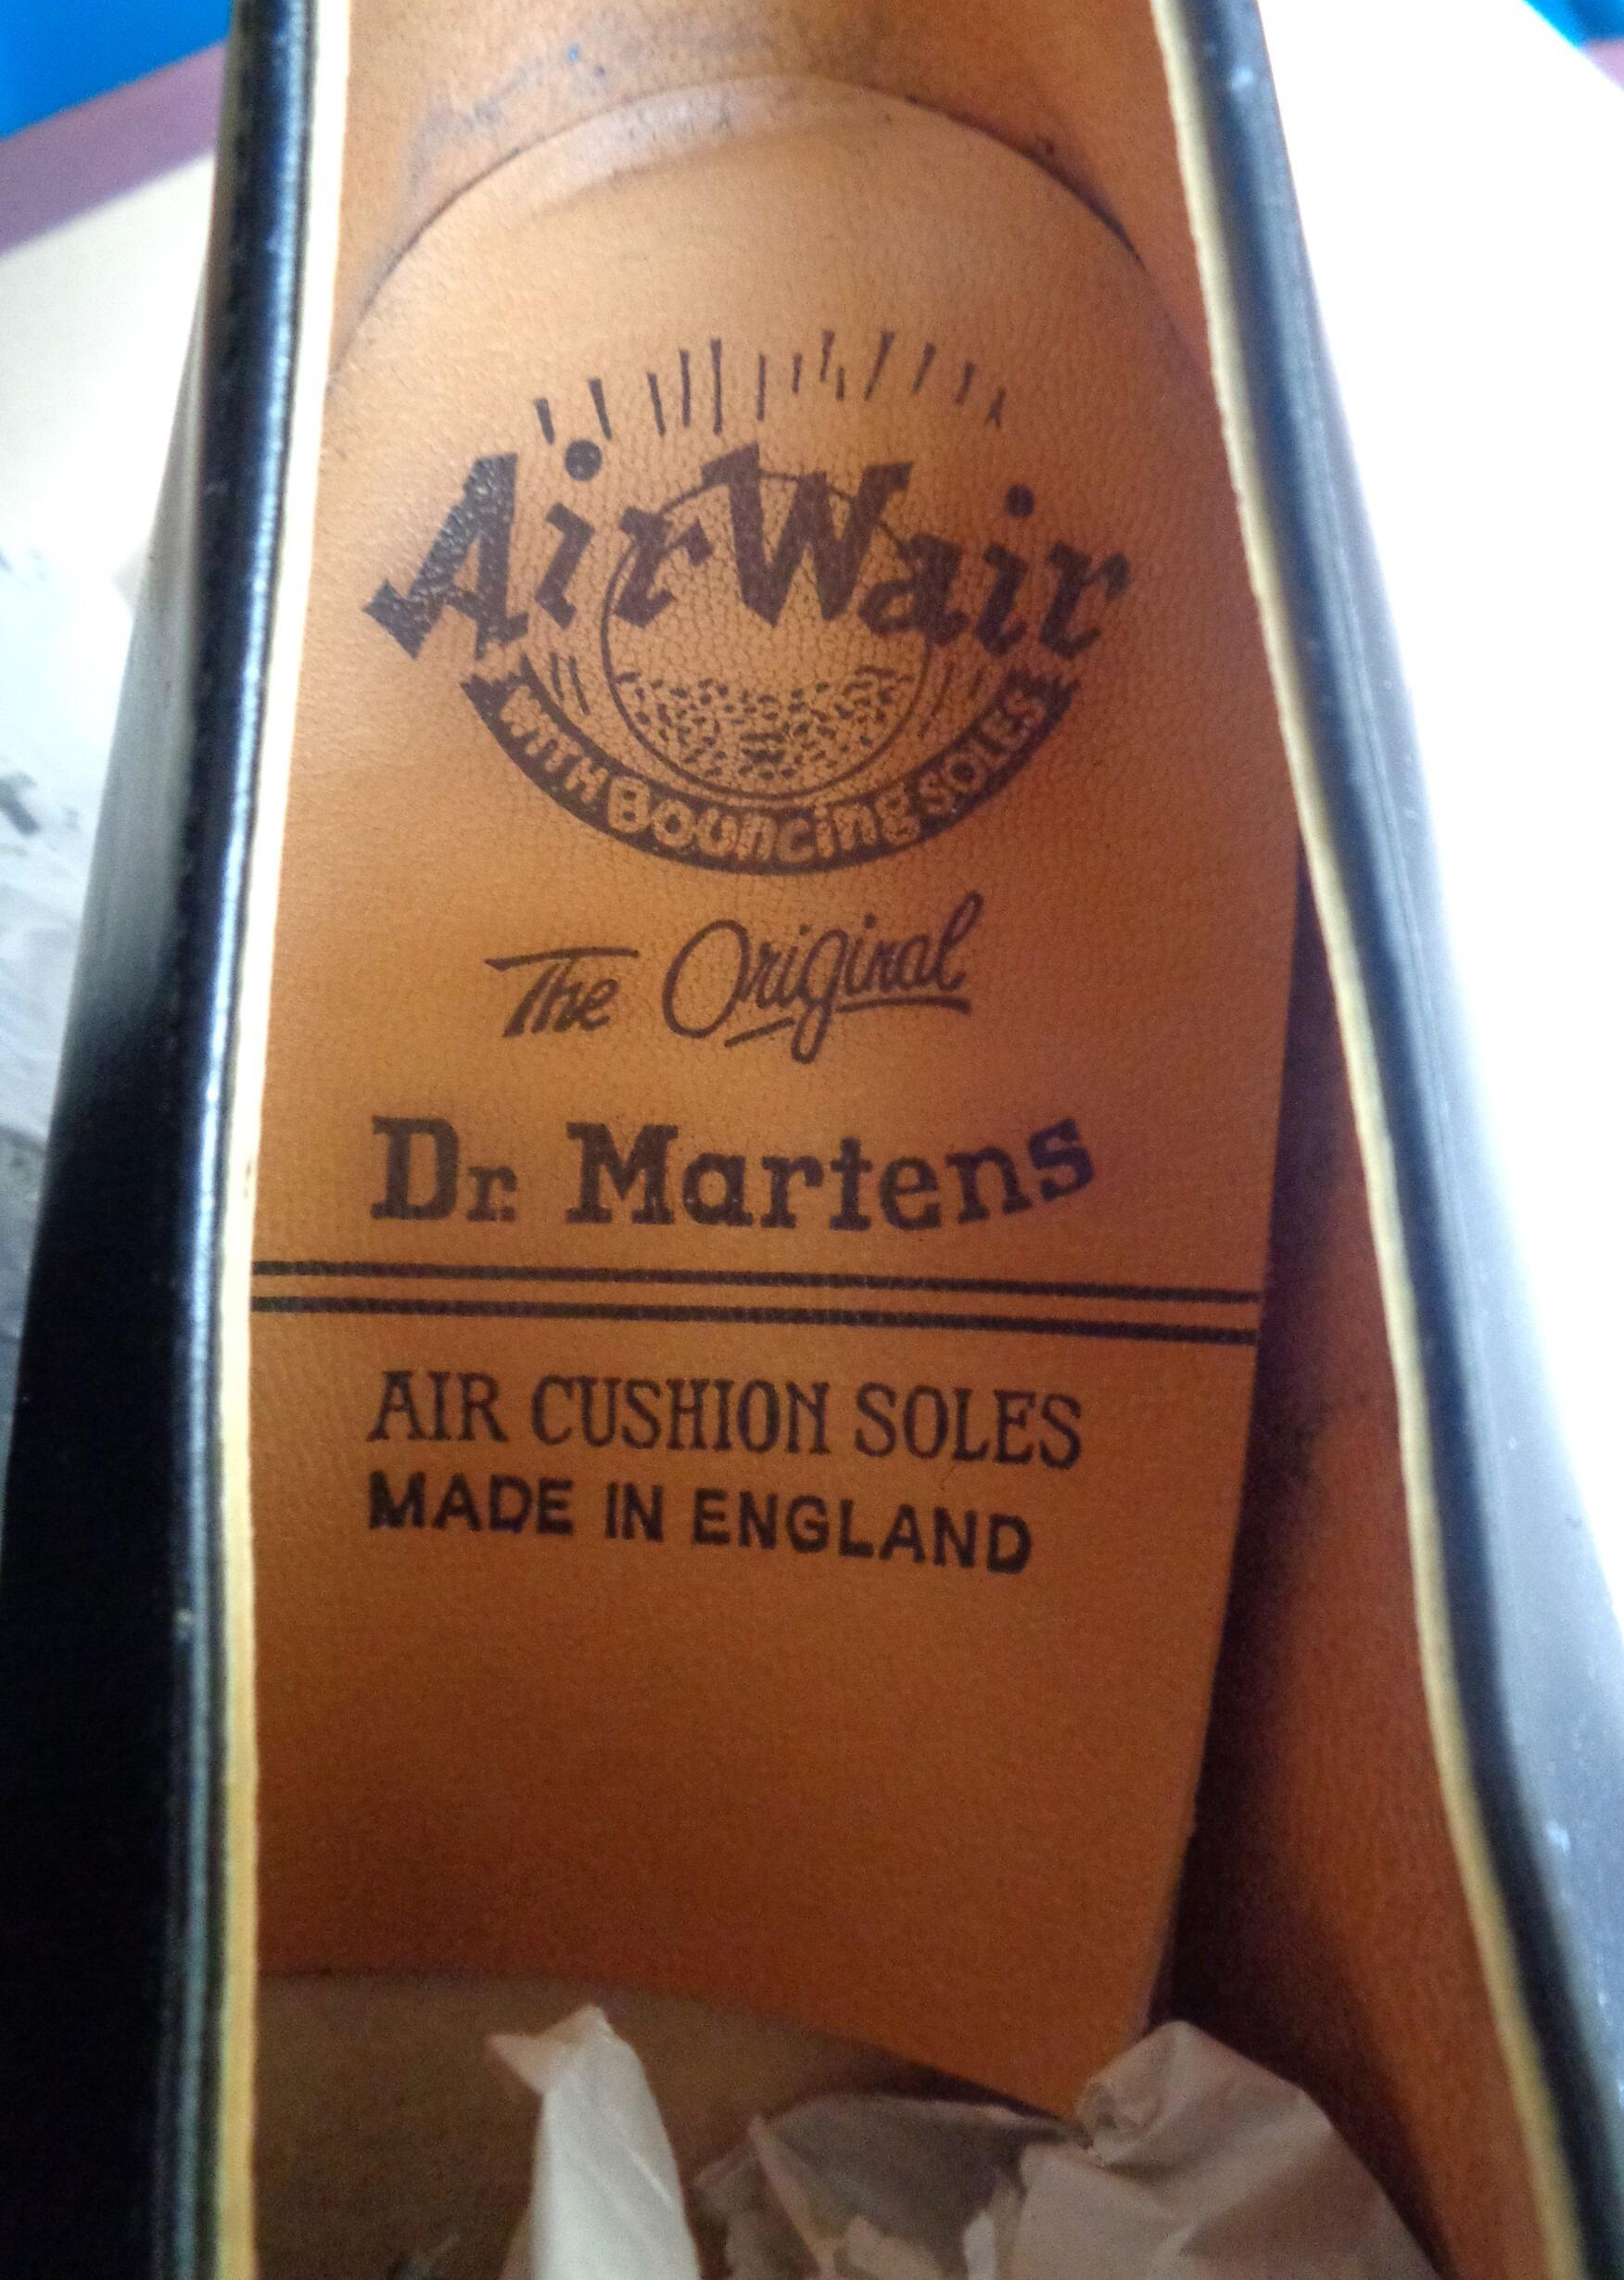 AirWair
WITH BOUNCING SOLES
The Original
Dr. Martens
AIR CUSHION SOLES
MADE IN ENGLAND